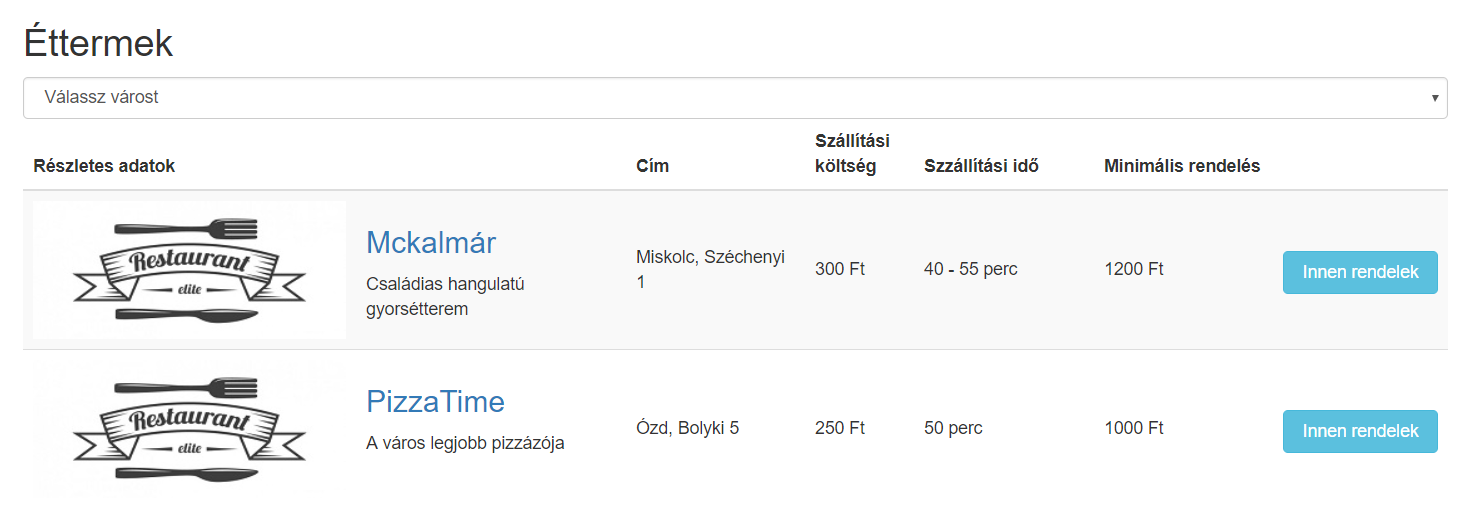 Éttermek
Válassz várost
Részletes adatok
Cím
Szállítási
költség
Szzállítási idő
Minimális rendelés
Restaurant
elite
Mckalmár
Családias hangulatú
gyorsétterem
Miskolc, Széchenyi
1
300 Ft
40 - 55 perc
1200 Ft
Innen rendelek
Restaurant
elite
PizzaTime
A város legjobb pizzázója
Ózd, Bolyki 5
250 Ft
50 perc
1000 Ft
Innen rendelek